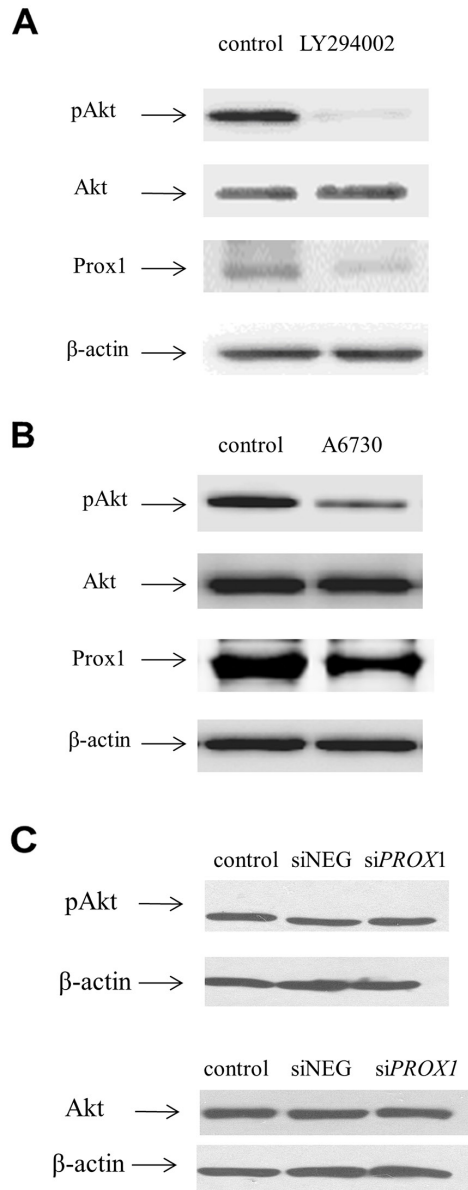 A
control LY294002
pAkt
Akt
Prox1
β-actin
B
control A6730
pAkt
Akt
Prox1
β-actin
C
control siNEG siPROX1
pAkt
β-actin
control siNEG siPROX1
Akt
β-actin